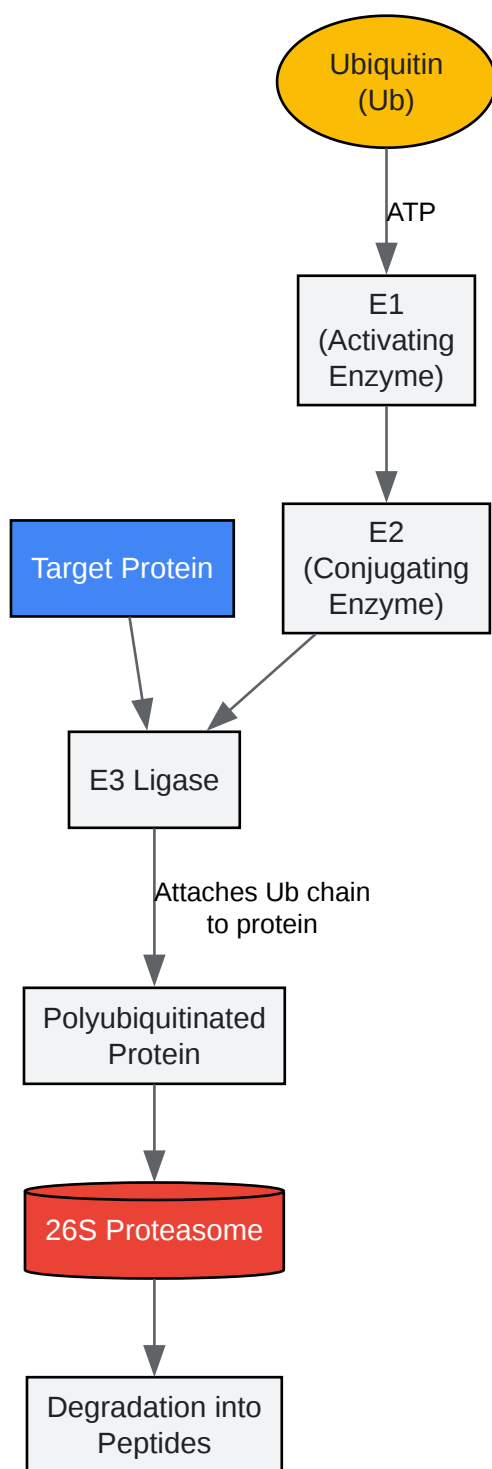 Ubiquitin
(Ub)
ATP
E1
(Activating
Enzyme)
E2
(Conjugating
Enzyme)
Target Protein
E3 Ligase
Attaches Ub chain
to protein
Polyubiquitinated
Protein
26S Proteasome
Degradation into
Peptides